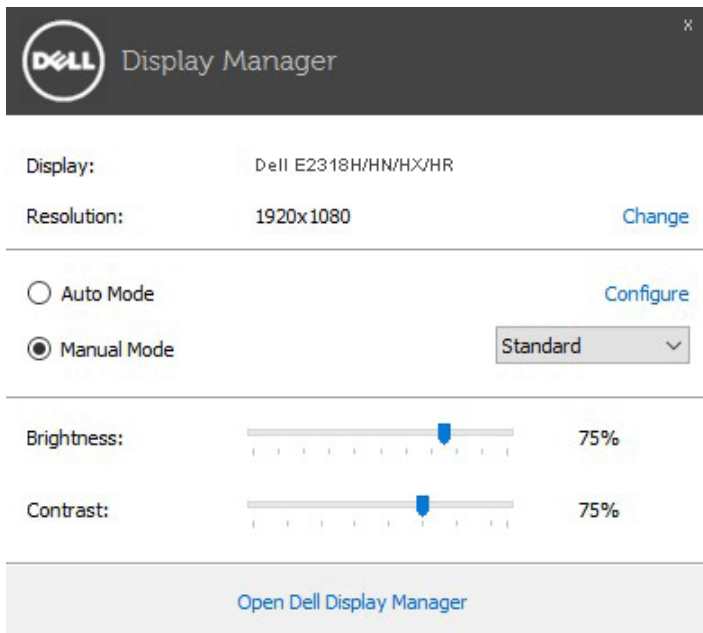 DELL Display Manager x
Display: Dell E2318H/HN/HX/HR
Resolution: 1920x1080 Change
Auto Mode Configure
Manual Mode Standard
Brightness: 75%
Contrast: 75%
Open Dell Display Manager